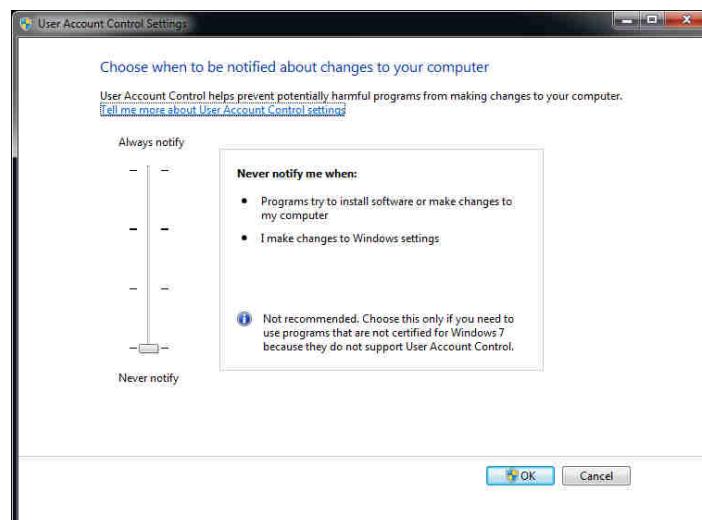 User Account Control Settings
Choose when to be notified about changes to your computer
User Account Control helps prevent potentially harmful programs from making changes to your computer.
Tell me more about User Account Control settings
Always notify
Never notify me when:
• Programs try to install software or make changes to
my computer
• I make changes to Windows settings
Not recommended. Choose this only if you need to
use programs that are not certified for Windows 7
because they do not support User Account Control.
Never notify
OK
Cancel